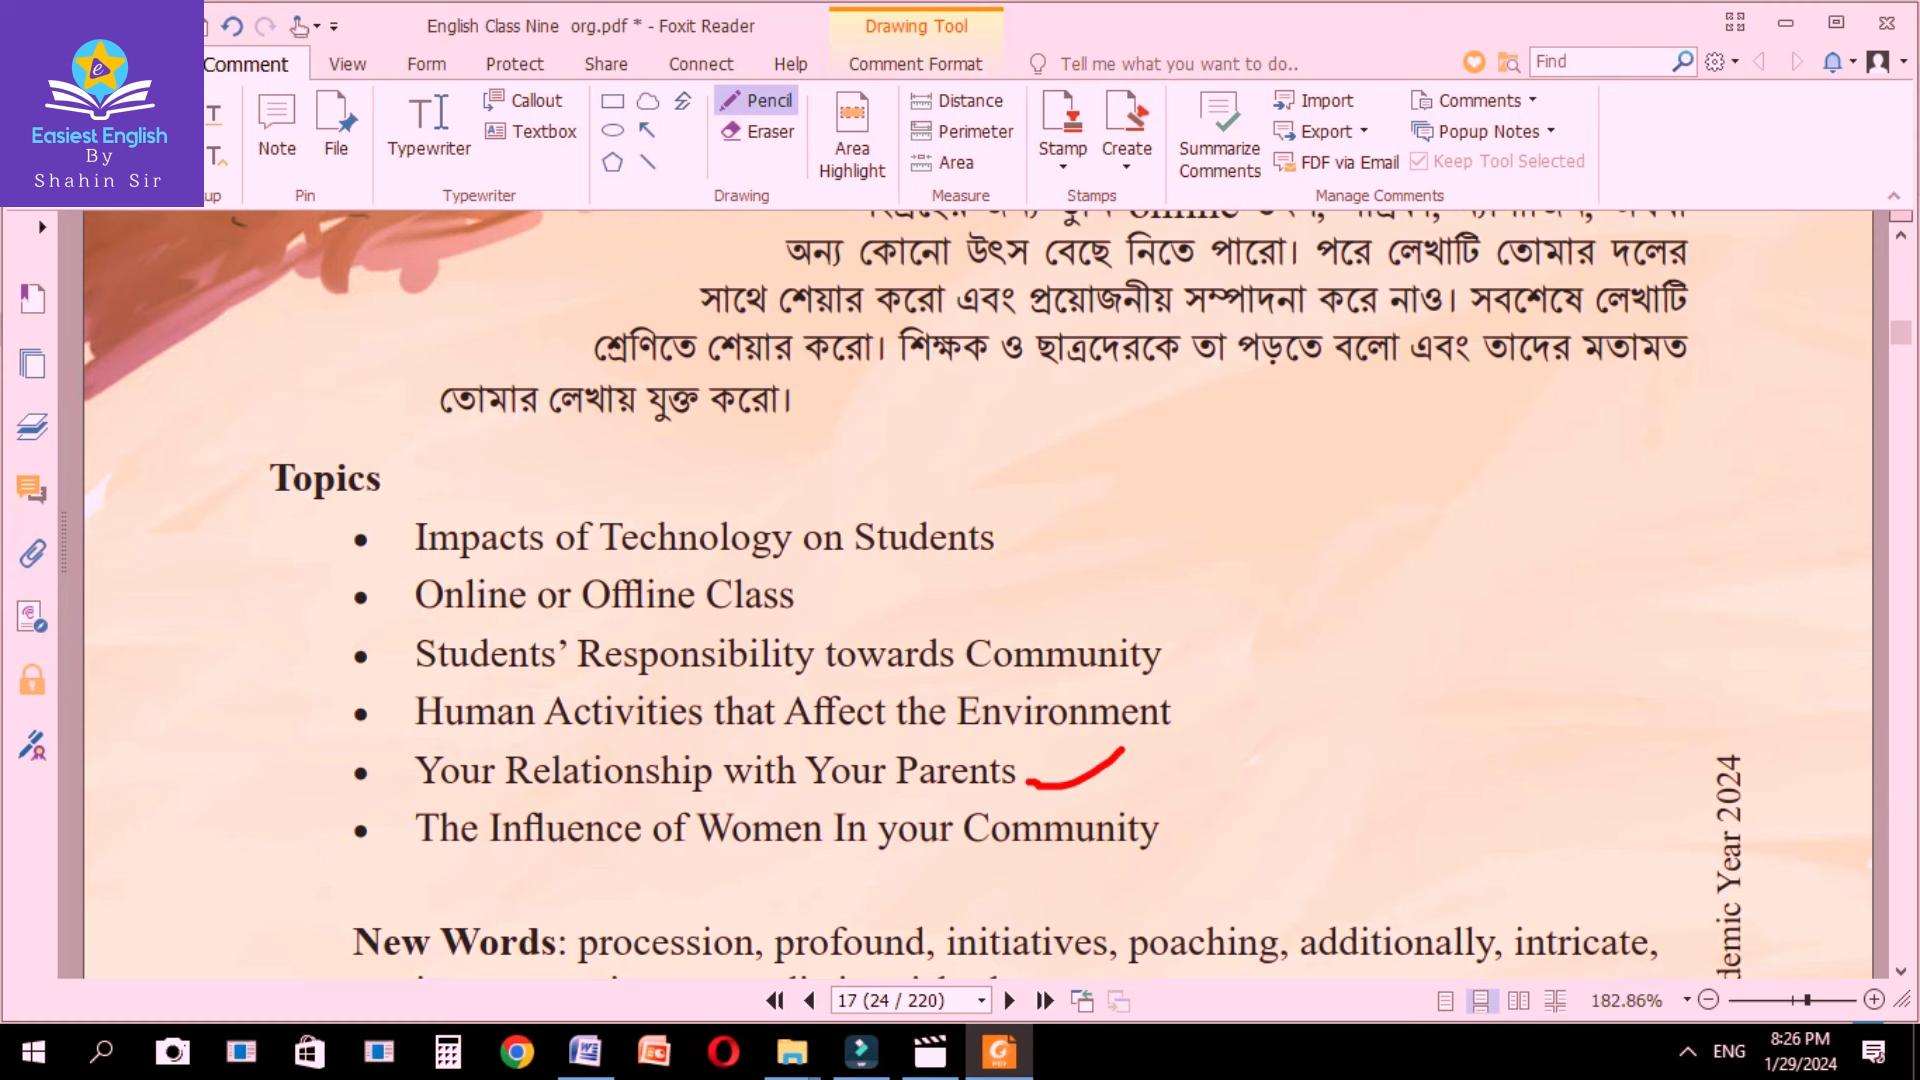 English Class Nine org.pdf * - Foxit Reader
Drawing Tool
Comment View Form Protect Share Connect Help Comment Format Tell me what you want to do.. Find
Easiest English
By
Shahin Sir
Note File Typewriter Callout Textbox Pencil Eraser Area Highlight Distance Perimeter Area Stamp Create Summarize Comments Import Export FDF via Email Comments Popup Notes Keep Tool Selected
Pin Typewriter Drawing Measure Stamps Manage Comments
অন্য কোনো উৎস বেছে নিতে পারো। পরে লেখাটি তোমার দলের
সাথে শেয়ার করো এবং প্রয়োজনীয় সম্পাদনা করে নাও। সবশেষে লেখাটি
শ্রেণিতে শেয়ার করো। শিক্ষক ও ছাত্রদেরকে তা পড়তে বলো এবং তাদের মতামত
তোমার লেখায় যুক্ত করো।
Topics
• Impacts of Technology on Students
• Online or Offline Class
• Students’ Responsibility towards Community
• Human Activities that Affect the Environment
• Your Relationship with Your Parents
• The Influence of Women In your Community
New Words: procession, profound, initiatives, poaching, additionally, intricate,
demic Year 2024
17 (24 / 220) 182.86%
ENG 8:26 PM
1/29/2024